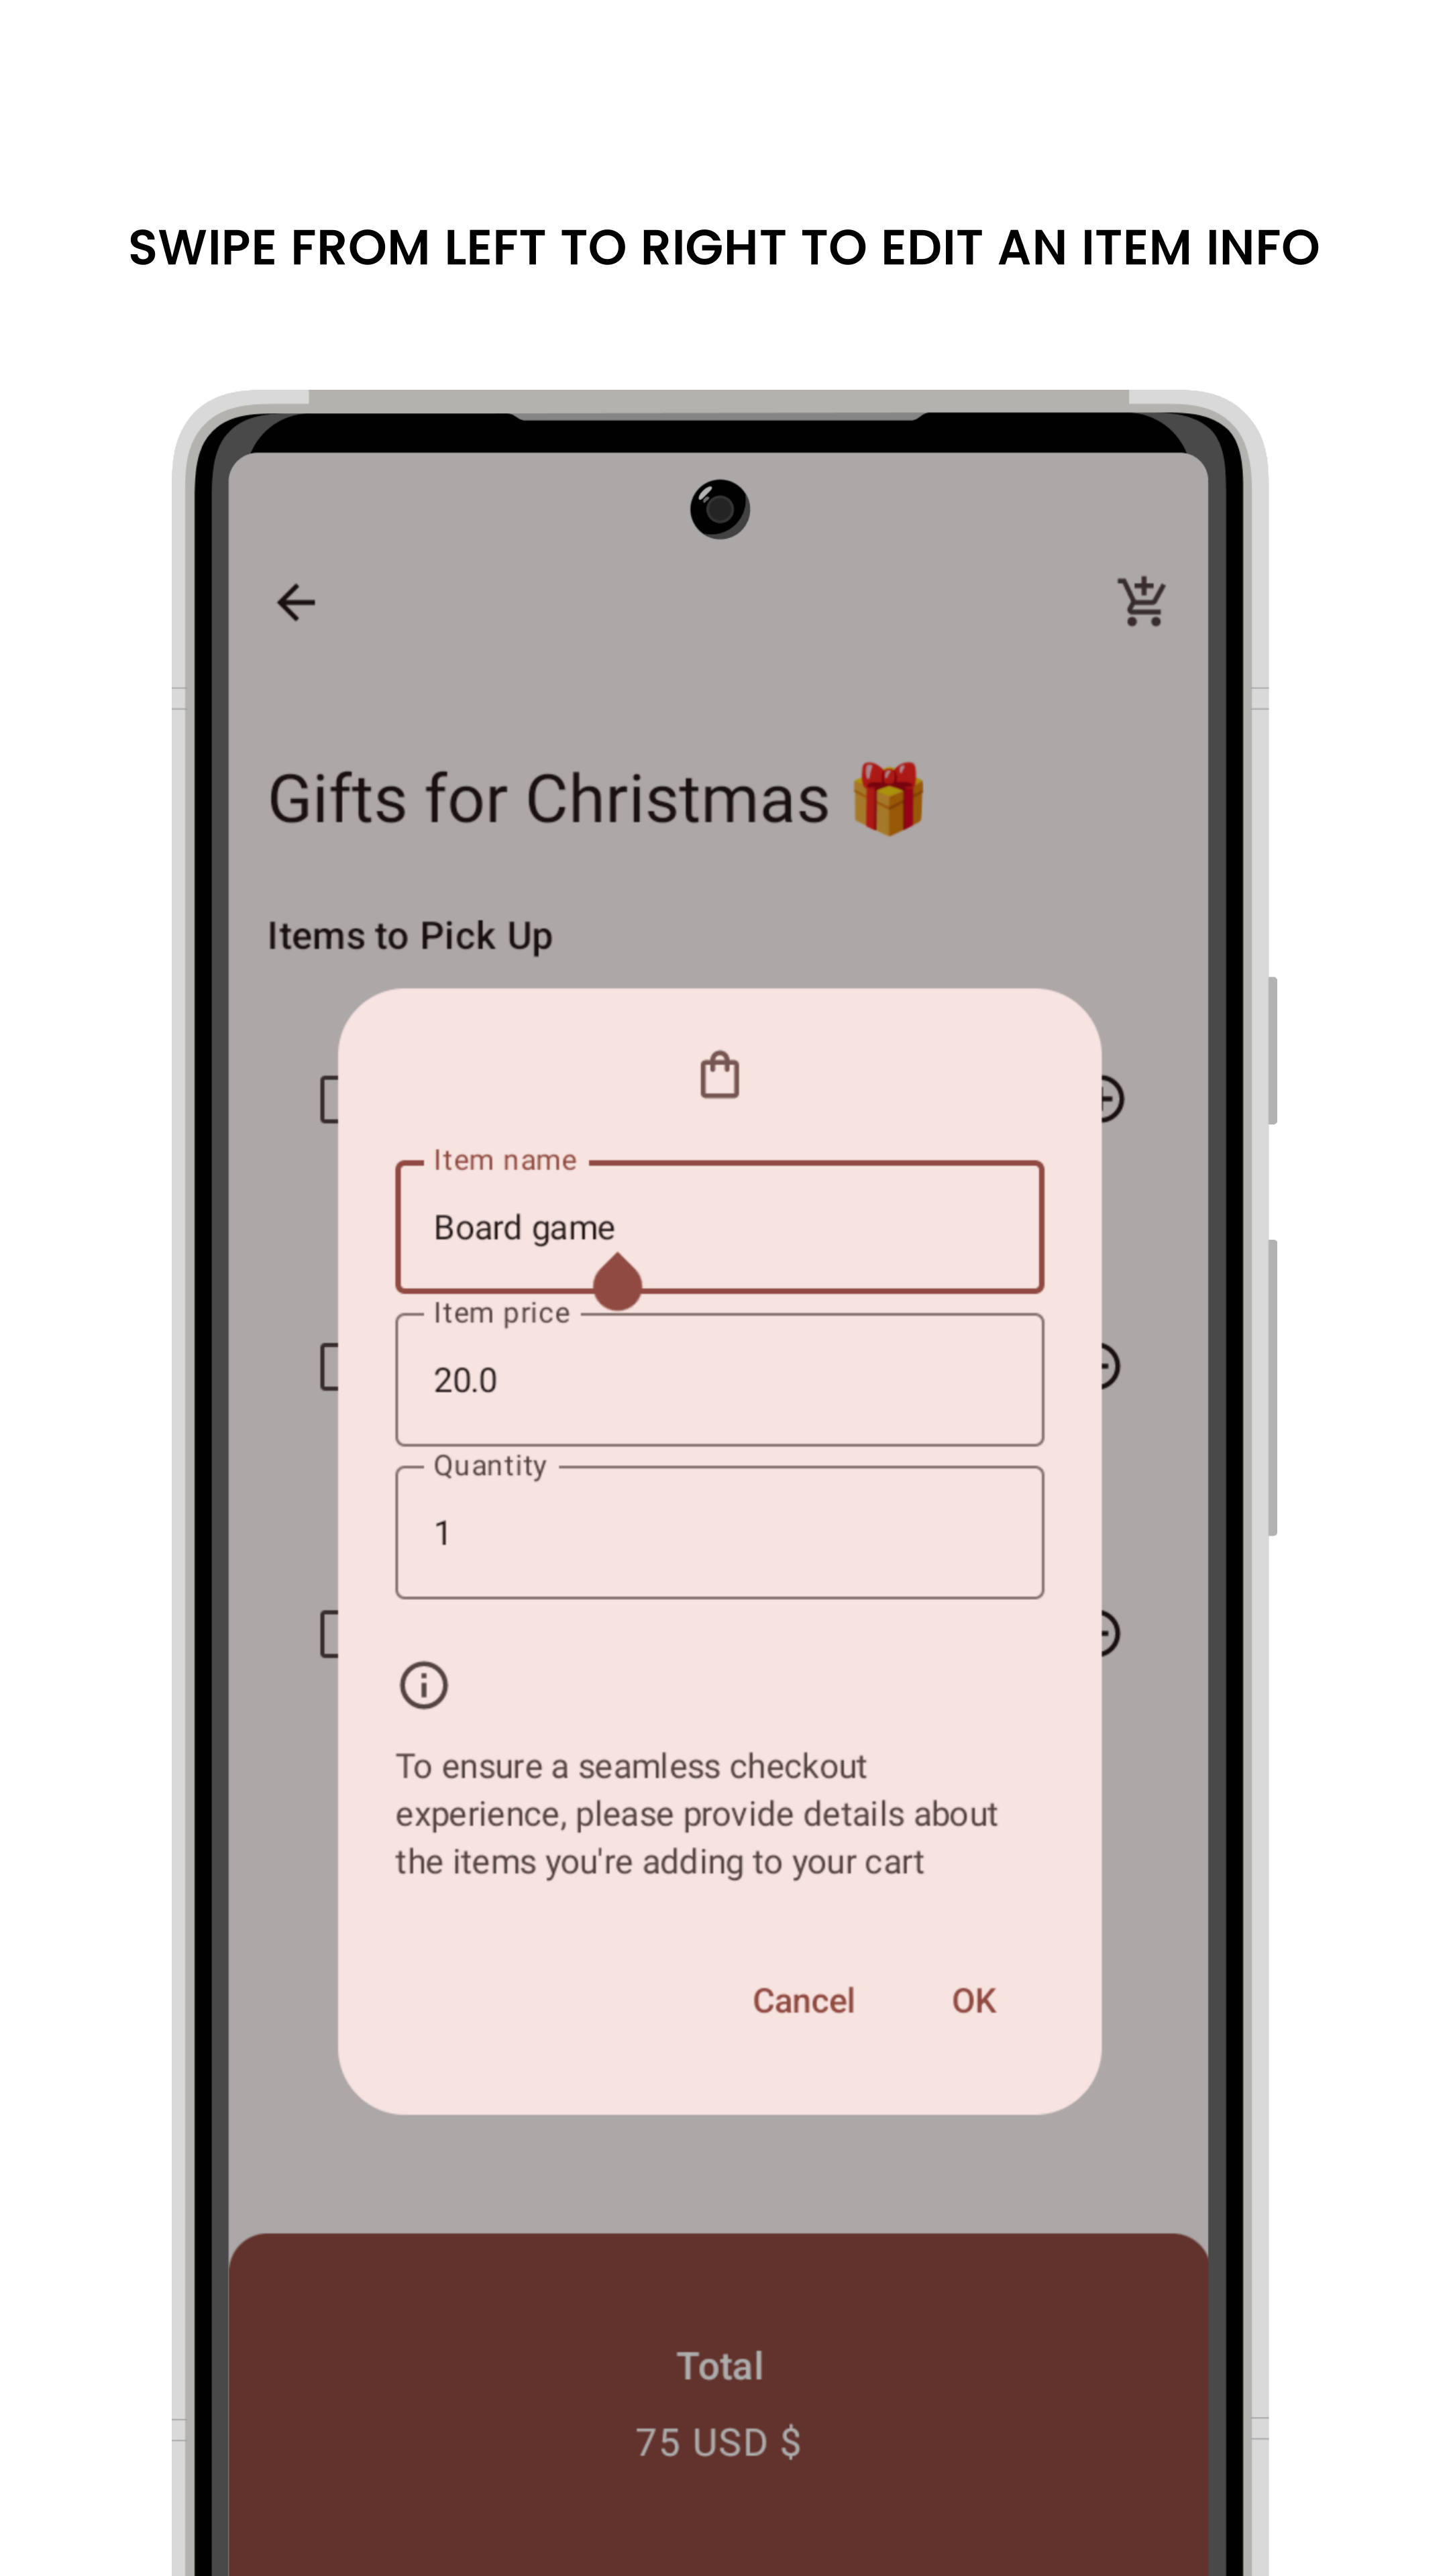 SWIPE FROM LEFT TO RIGHT TO EDIT AN ITEM INFO
Gifts for Christmas 🎁
Items to Pick Up
Item name
Board game
Item price
20.0
Quantity
1
To ensure a seamless checkout
experience, please provide details about
the items you're adding to your cart
Cancel OK
Total
75 USD $